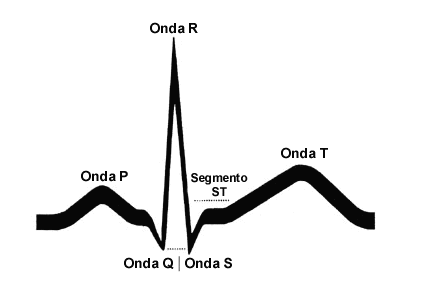 Onda R
Onda P
Segmento
ST
Onda T
Onda Q | Onda S